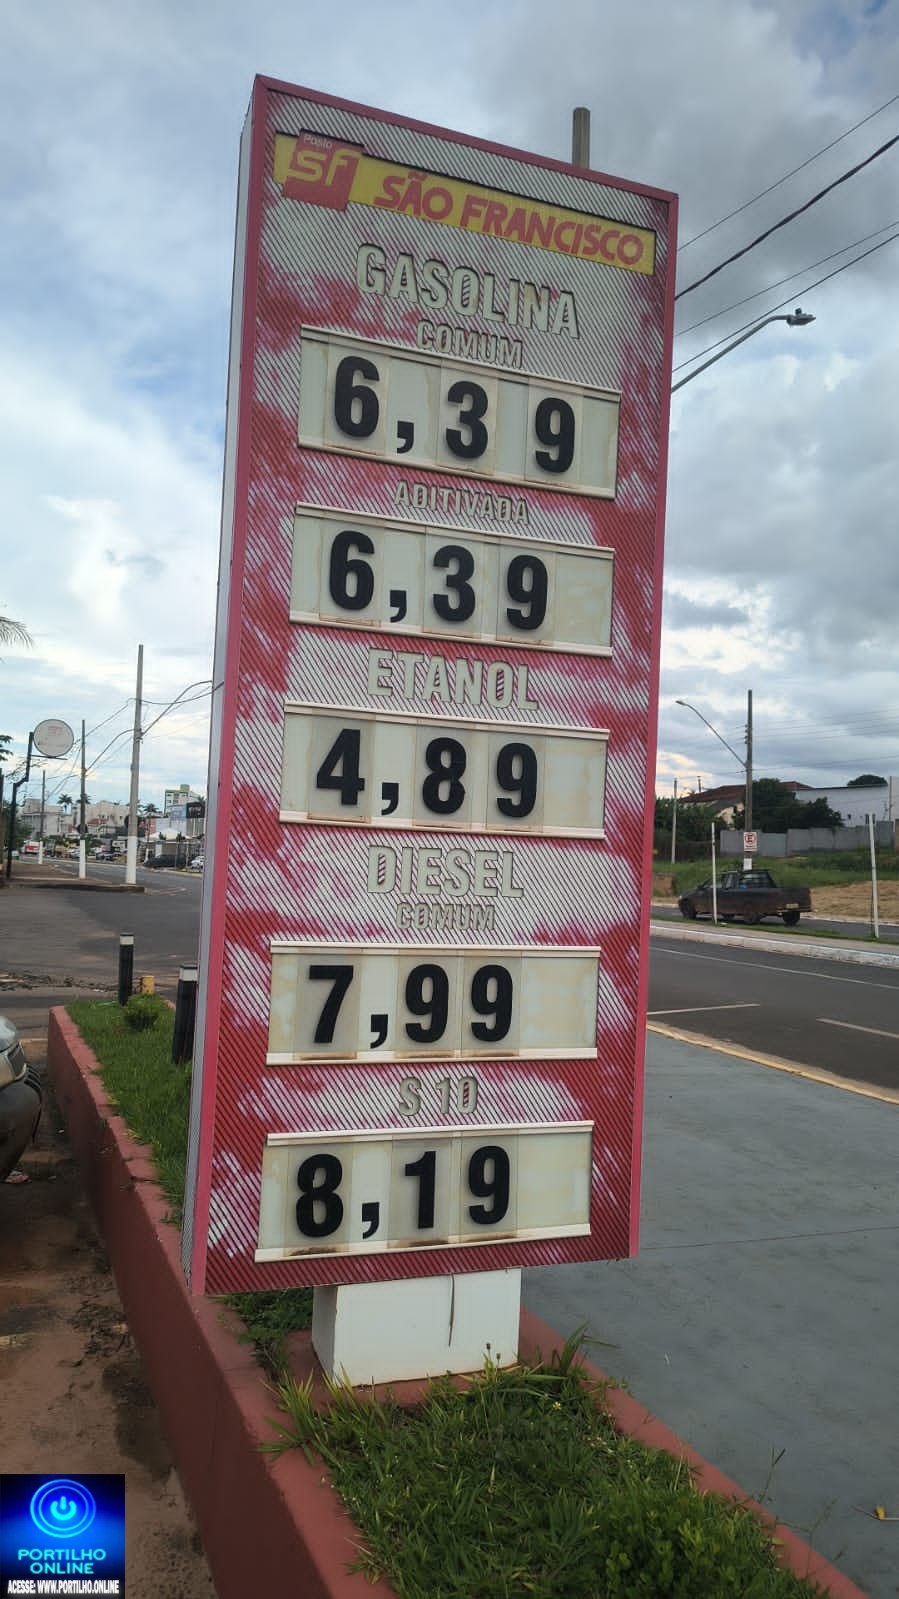 Posto
sf SÃO FRANCISCO
GASOLINA
COMUM
6,39
ADITIVADA
6,39
ETANOL
4,89
DIESEL
COMUM
7,99
S 10
8,19
PORTILHO
ONLINE
ACESSE: WWW.PORTILHO.ONLINE